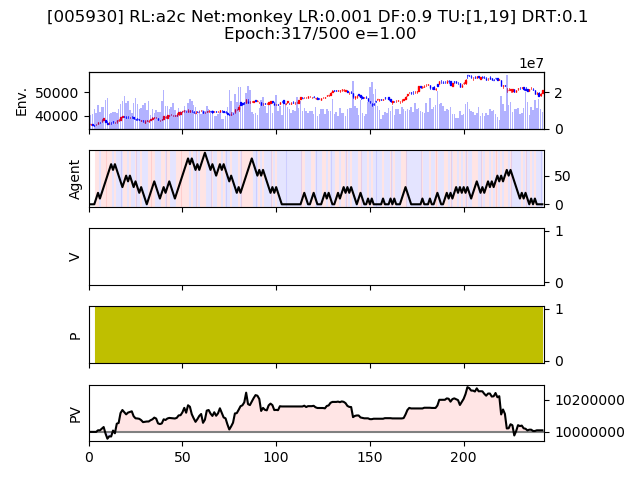 [005930] RL:a2c Net:monkey LR:0.001 DF:0.9 TU:[1,19] DRT:0.1
Epoch:317/500 e=1.00
1e7
Env.
50000
40000
2
0
Agent
50
0
V
1
0
P
1
0
PV
10200000
10000000
0
50
100
150
200